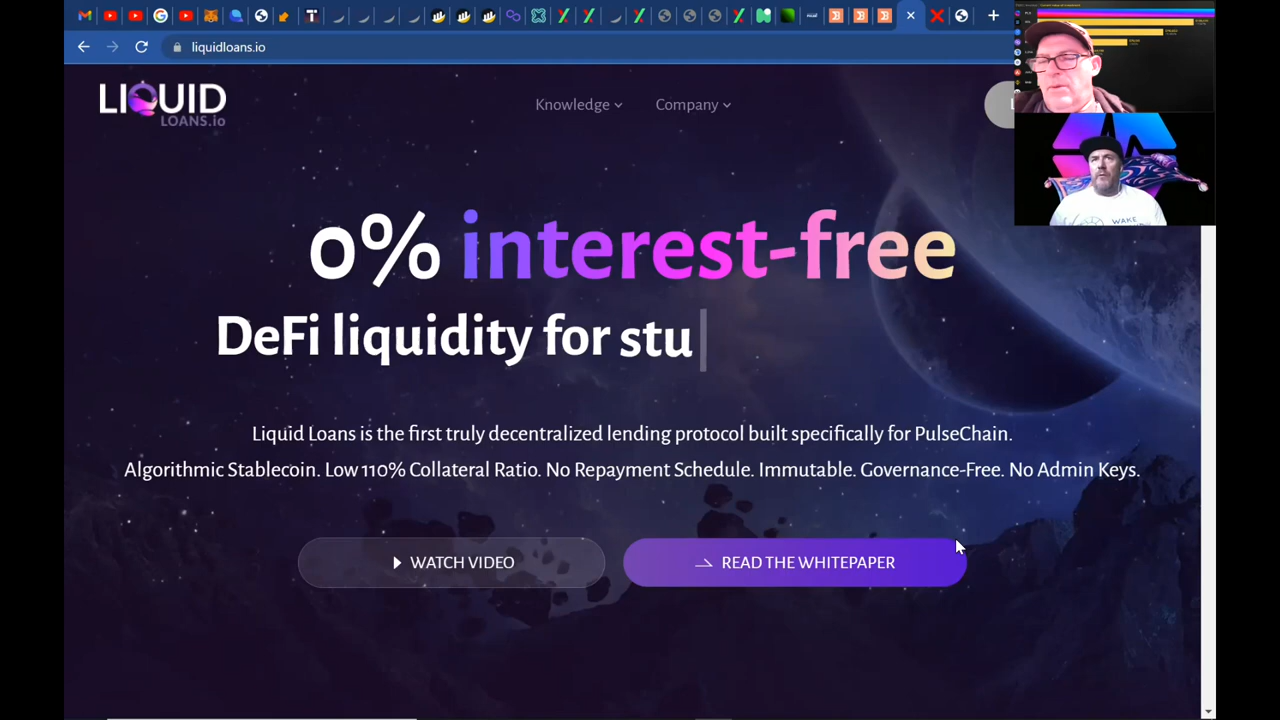 liquidloans.io
LIQUID
LOANS.io
Knowledge
Company
0% interest-free
DeFi liquidity for stu
Liquid Loans is the first truly decentralized lending protocol built specifically for PulseChain.
Algorithmic Stablecoin. Low 110% Collateral Ratio. No Repayment Schedule. Immutable. Governance-Free. No Admin Keys.
WATCH VIDEO
READ THE WHITEPAPER
WAKE